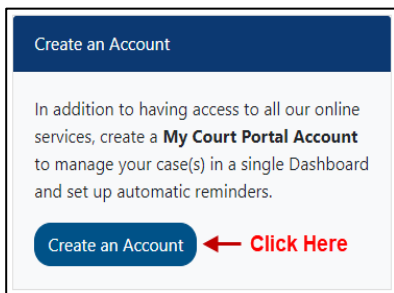 Create an Account
In addition to having access to all our online
services, create a My Court Portal Account
to manage your case(s) in a single Dashboard
and set up automatic reminders.
Create an Account Click Here